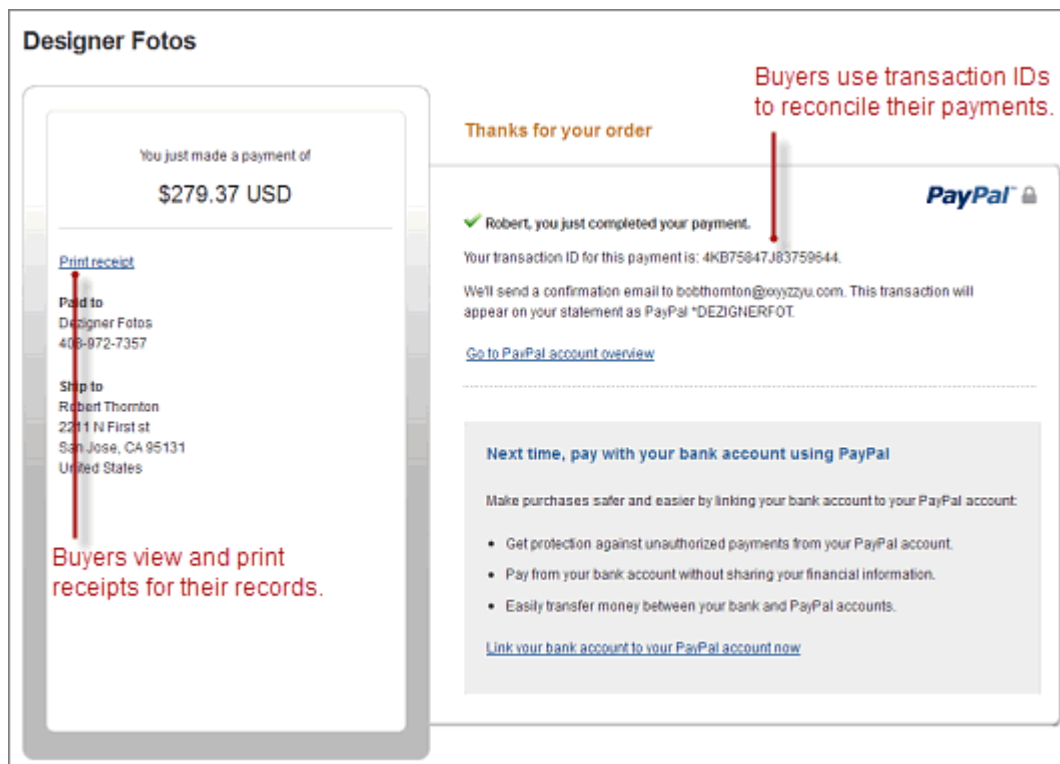 Designer Fotos
Buyers use transaction IDs
to reconcile their payments.
You just made a payment of
$279.37 USD
Print receipt
Paid to
Dezigner Fotos
408-972-7357
Ship to
Robert Thornton
2211 N First st
San Jose, CA 95131
United States
Buyers view and print
receipts for their records.
Thanks for your order
PayPal™
Robert, you just completed your payment.
Your transaction ID for this payment is: 4KB75847J83759644.
We'll send a confirmation email to bobthornton@xxyyzzyu.com. This transaction will
appear on your statement as PayPal *DEZIGNERFOT.
Go to PayPal account overview
Next time, pay with your bank account using PayPal
Make purchases safer and easier by linking your bank account to your PayPal account:
• Get protection against unauthorized payments from your PayPal account.
• Pay from your bank account without sharing your financial information.
• Easily transfer money between your bank and PayPal accounts.
Link your bank account to your PayPal account now